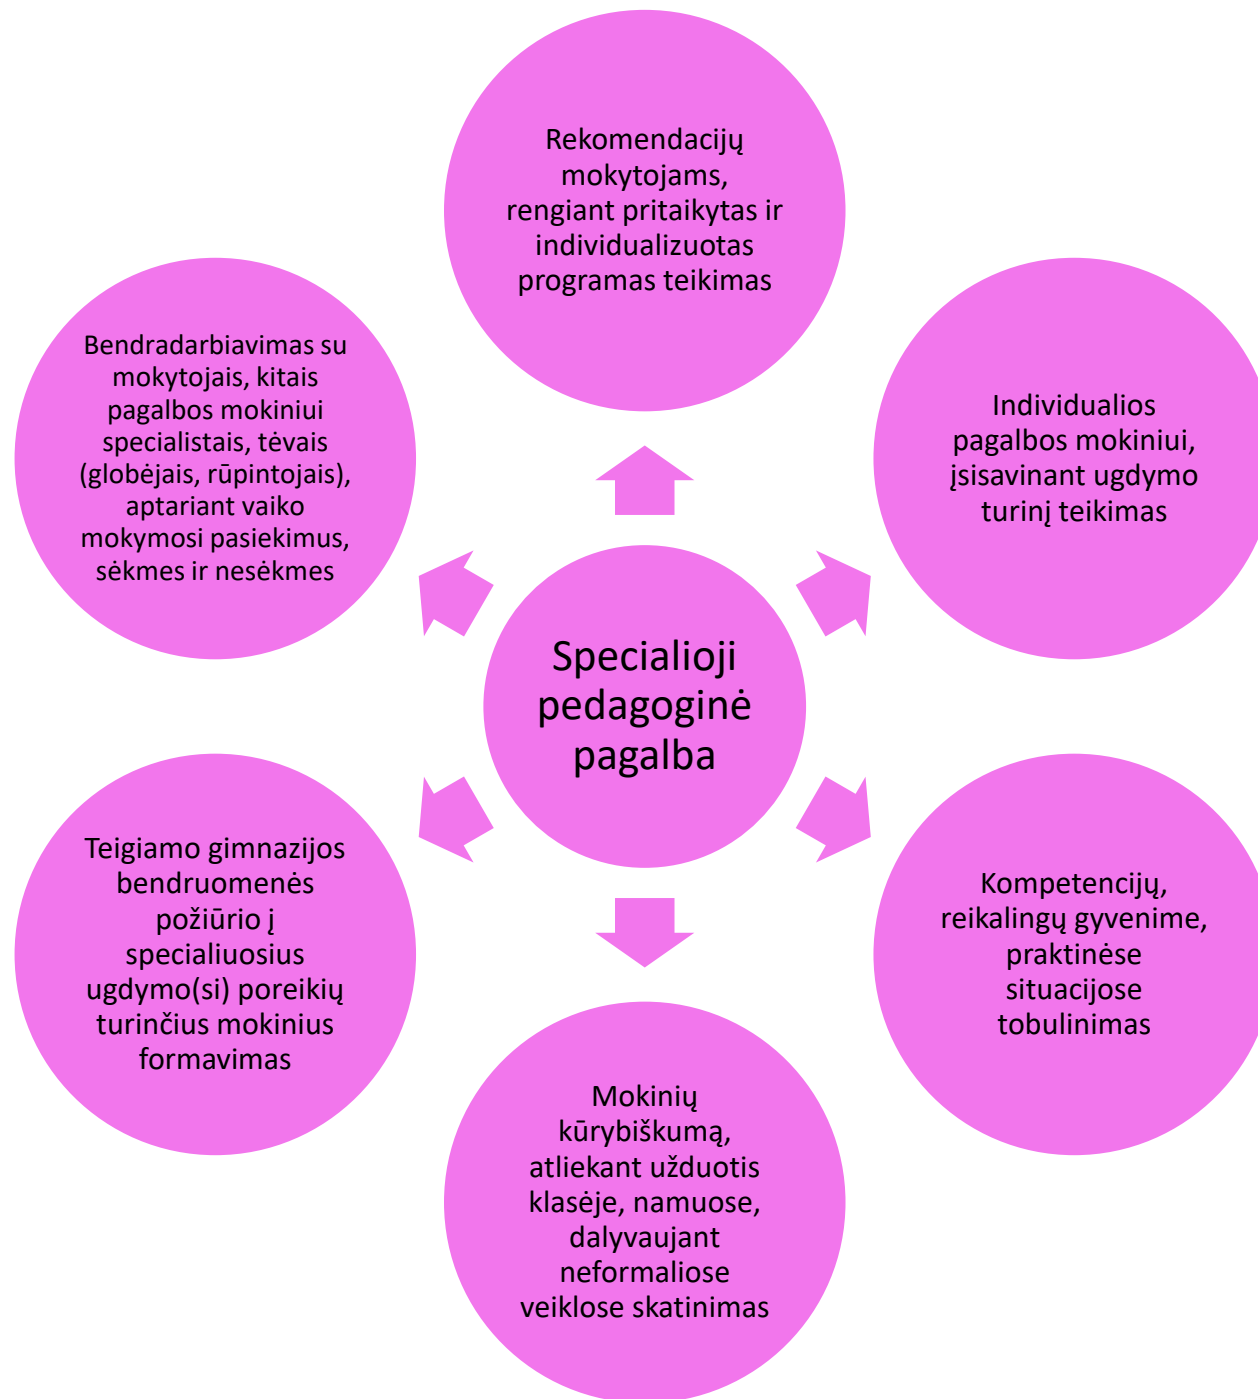 Rekomendacijų
mokytojams,
rengiant pritaikytas ir
individualizuotas
programas teikimas
Bendradarbiavimas su
mokytojais, kitais
pagalbos mokiniui
specialistais, tėvais
(globėjais, rūpintojais),
aptariant vaiko
mokymosi pasiekimus,
sėkmes ir nesėkmes
Individualios
pagalbos mokiniui,
įsisavinant ugdymo
turinį teikimas
Specialioji
pedagoginė
pagalba
Teigiamo gimnazijos
bendruomenės
požiūrio į
specialiuosius
ugdymo(si) poreikių
turinčius mokinius
formavimas
Kompetencijų,
reikalingų gyvenime,
praktinėse
situacijose
tobulinimas
Mokinių
kūrybiškumą,
atliekant užduotis
klasėje, namuose,
dalyvaujant
neformaliose
veiklose skatinimas